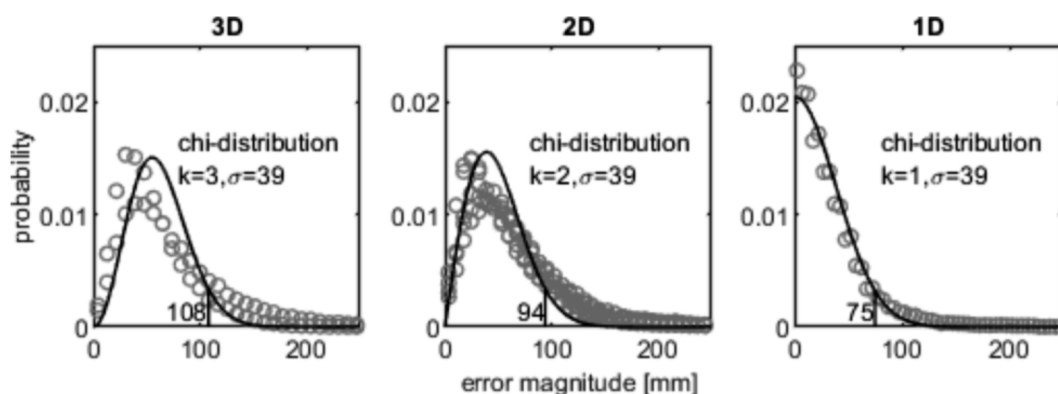 3D
2D
1D
probability
0.02
0.01
0
chi-distribution
k=3,σ=39
108
0
100
200
0.02
0.01
0
chi-distribution
k=2,σ=39
94
0
100
200
0.02
0.01
0
chi-distribution
k=1,σ=39
75
0
100
200
error magnitude [mm]